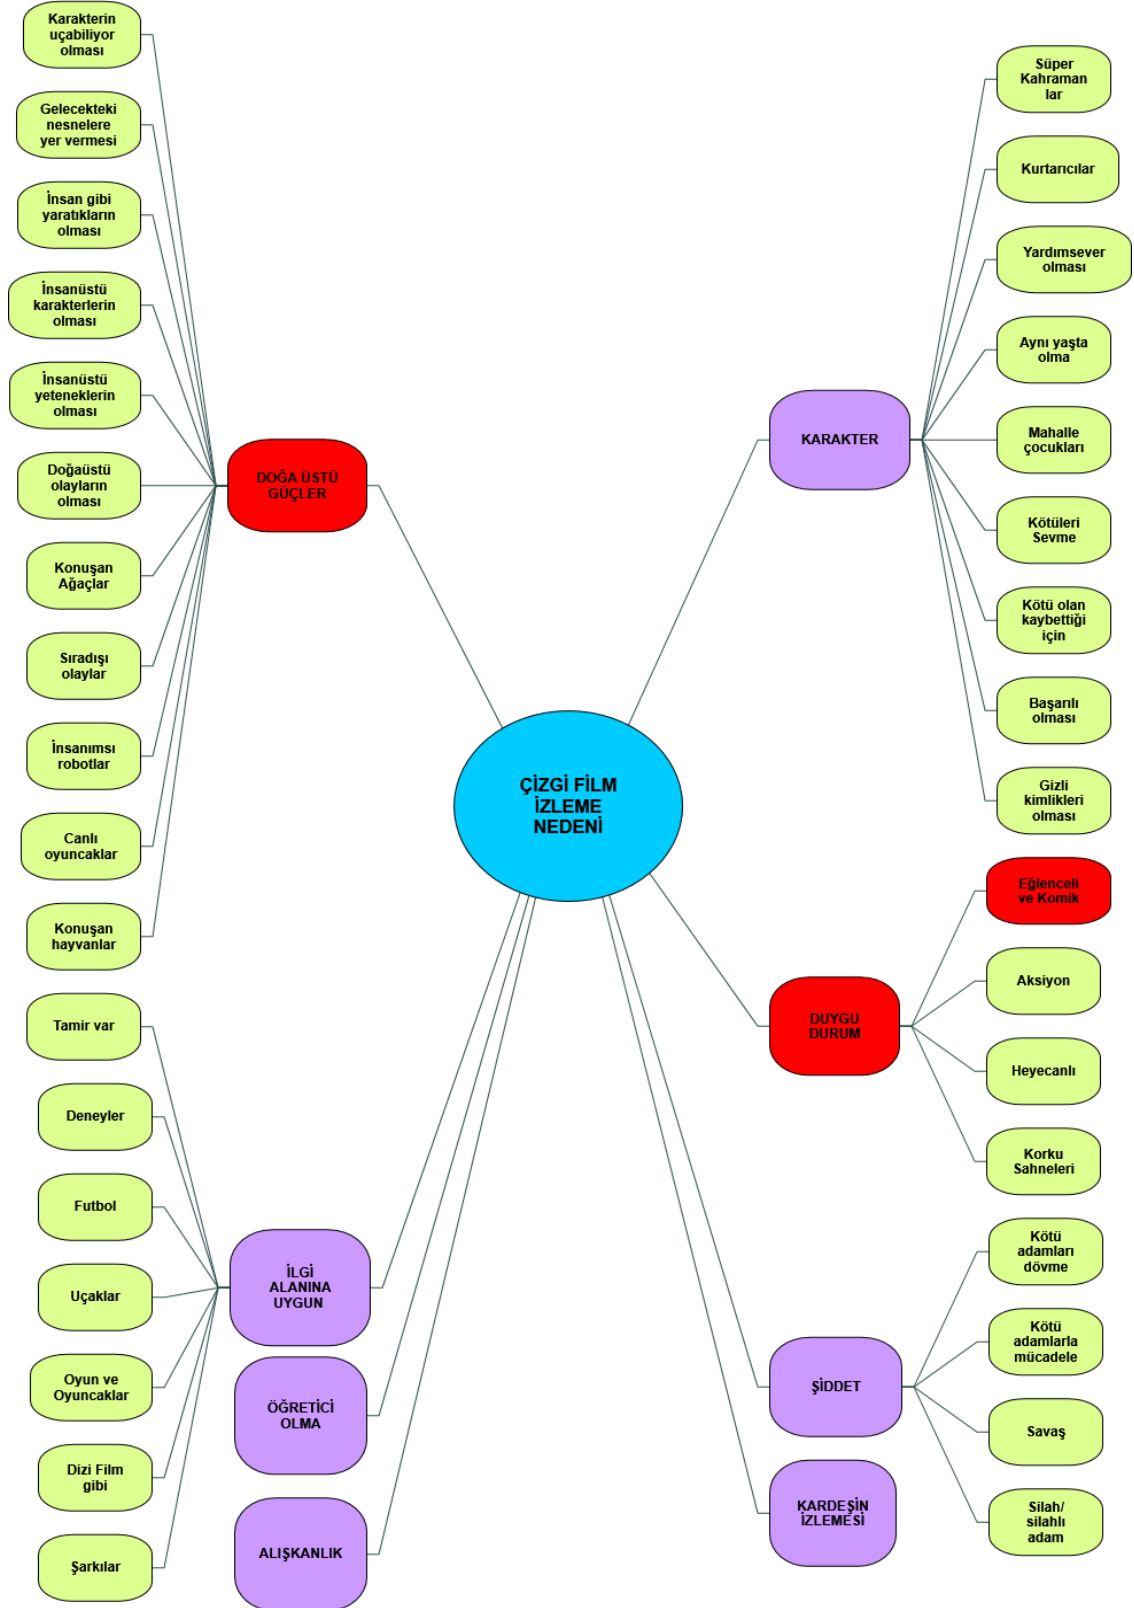 Karakterin
uçabiliyor
olması
Gelecekteki
nesnelere
yer vermesi
İnsan gibi
yaratıkların
olması
İnsanüstü
karakterlerin
olması
İnsanüstü
yeteneklerin
olması
Doğaüstü
olayların
olması
Konuşan
Ağaçlar
Sıradışı
olaylar
İnsanımsı
robotlar
Canlı
oyuncaklar
Konuşan
hayvanlar
DOĞA ÜSTÜ
GÜÇLER
Tamir var
Deneyler
Futbol
Uçaklar
Oyun ve
Oyuncaklar
Dizi Film
gibi
Şarkılar
İLGİ
ALANINA
UYGUN
ÖĞRETİCİ
OLMA
ALIŞKANLIK
ÇİZGİ FİLM
İZLEME
NEDENİ
KARAKTER
Süper
Kahraman
lar
Kurtarıcılar
Yardımsever
olması
Aynı yaşta
olma
Mahalle
çocukları
Kötüleri
Sevme
Kötü olan
kaybettiği
için
Başarılı
olması
Gizli
kimlikleri
olması
DUYGU
DURUM
Eğlenceli
ve Komik
Aksiyon
Heyecanlı
Korku
Sahneleri
ŞİDDET
Kötü
adamları
dövme
Kötü
adamlarla
mücadele
Savaş
Silah/
silahlı
adam
KARDEŞİN
İZLEMESİ